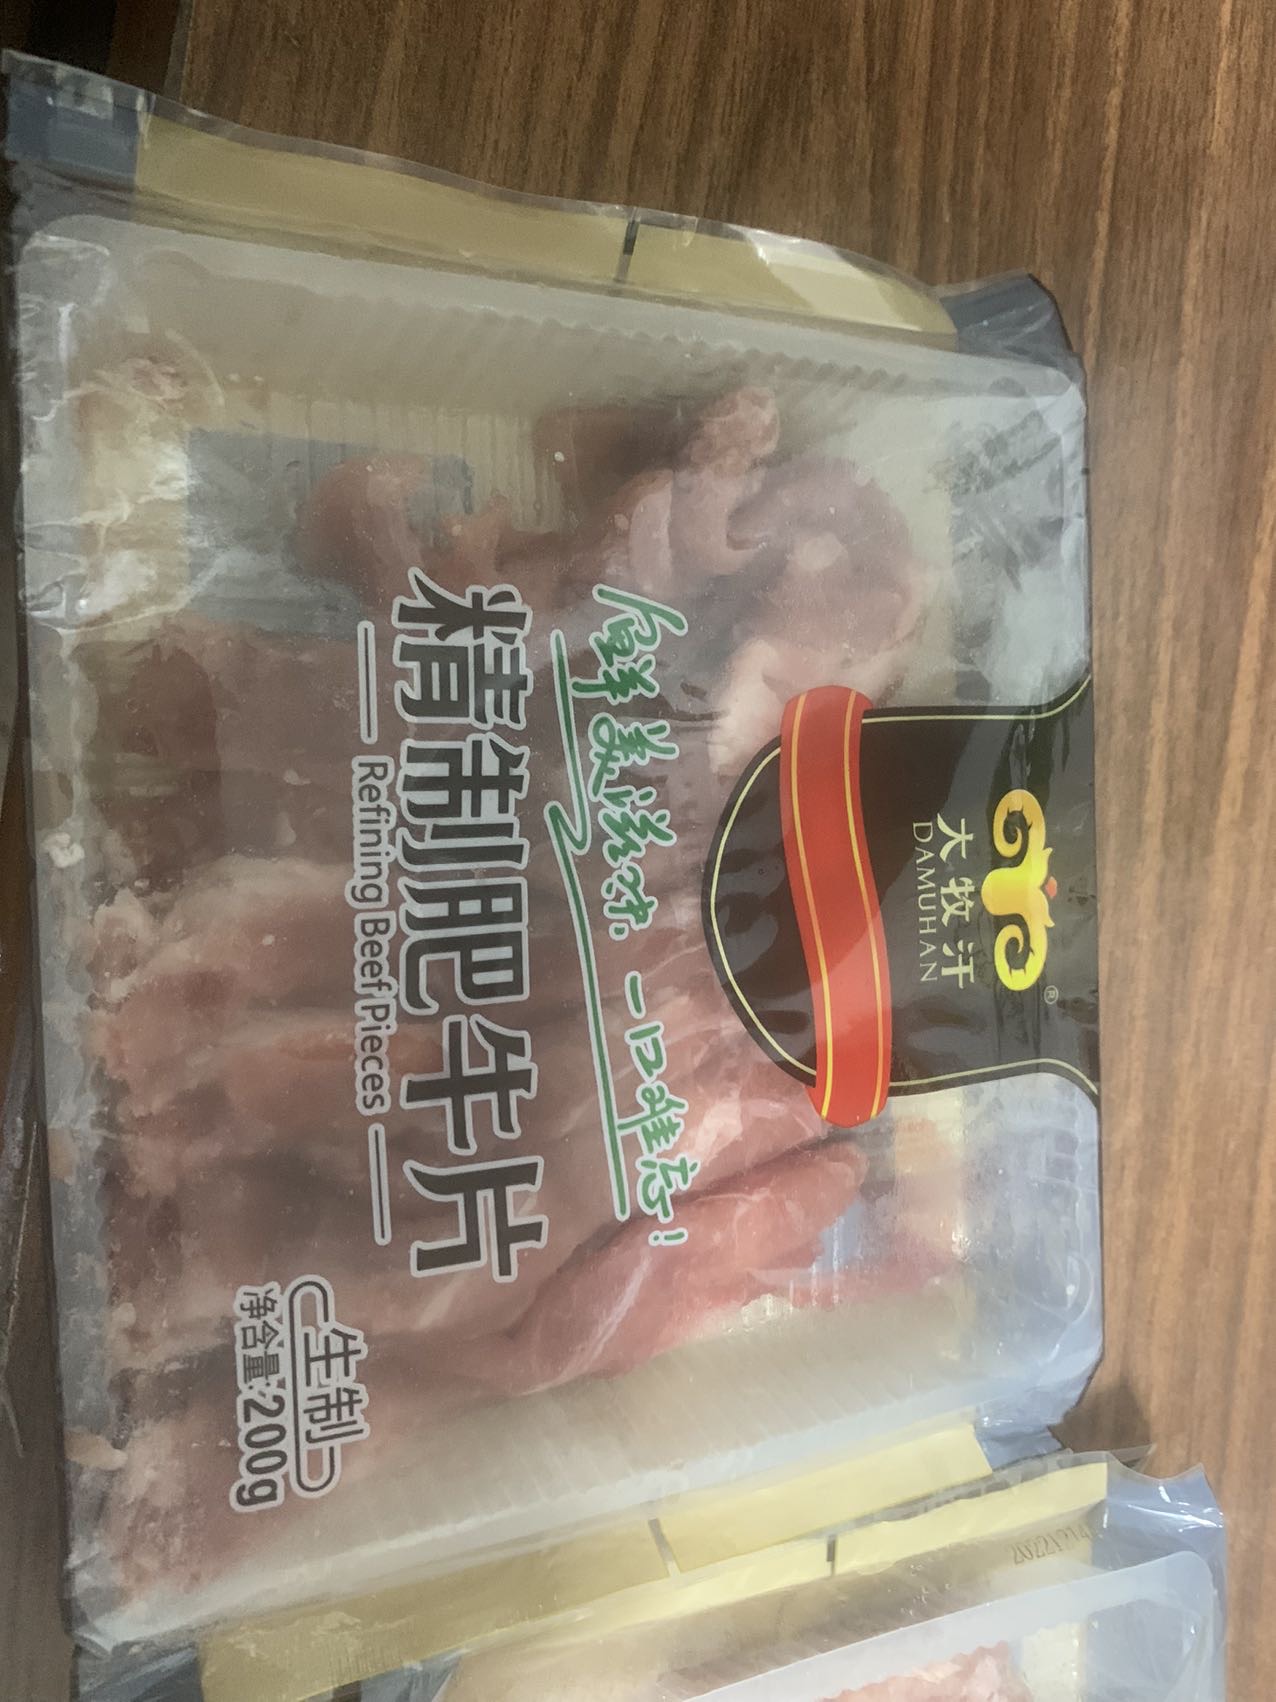 ®
大牧汗
DAMUHAN
鲜美滋味，一口难忘！
精制肥牛片
Refining Beef Pieces
生制
净含量:200g